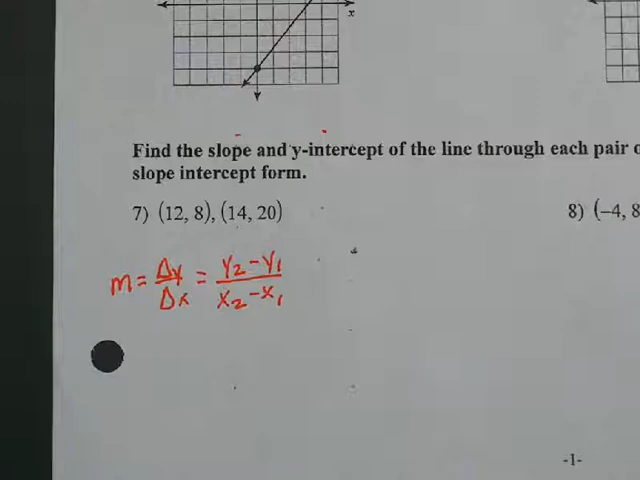 x
Find the slope and y-intercept of the line through each pair o
slope intercept form.
7) (12, 8), (14, 20)
8) (−4, 8
m = Δy/Δx = y₂ − y₁ / x₂ − x₁
-1-